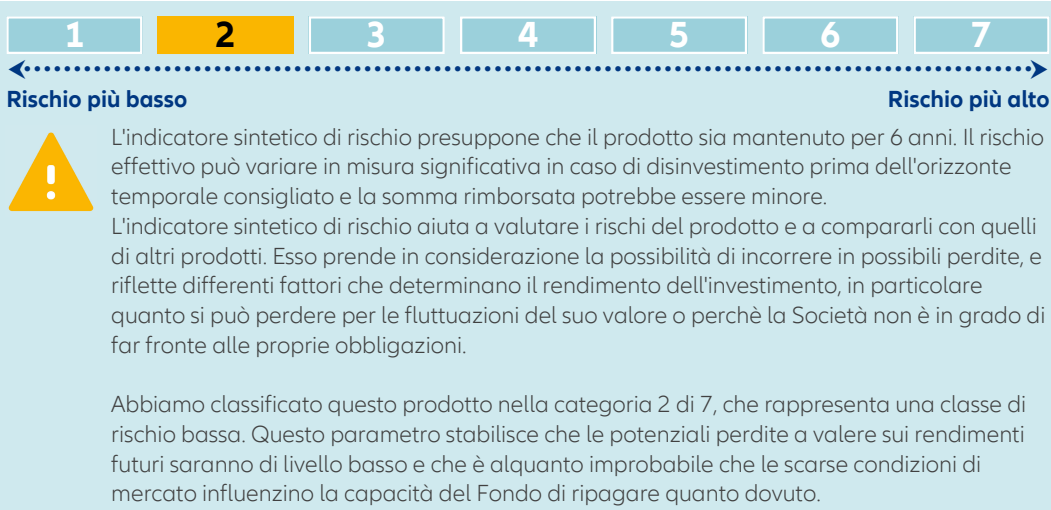 1 2 3 4 5 6 7
Rischio più basso Rischio più alto
L'indicatore sintetico di rischio presuppone che il prodotto sia mantenuto per 6 anni. Il rischio
effettivo può variare in misura significativa in caso di disinvestimento prima dell'orizzonte
temporale consigliato e la somma rimborsata potrebbe essere minore.
L'indicatore sintetico di rischio aiuta a valutare i rischi del prodotto e a compararli con quelli
di altri prodotti. Esso prende in considerazione la possibilità di incorrere in possibili perdite, e
riflette differenti fattori che determinano il rendimento dell'investimento, in particolare
quanto si può perdere per le fluttuazioni del suo valore o perchè la Società non è in grado di
far fronte alle proprie obbligazioni.
Abbiamo classificato questo prodotto nella categoria 2 di 7, che rappresenta una classe di
rischio bassa. Questo parametro stabilisce che le potenziali perdite a valere sui rendimenti
futuri saranno di livello basso e che è alquanto improbabile che le scarse condizioni di
mercato influenzino la capacità del Fondo di ripagare quanto dovuto.